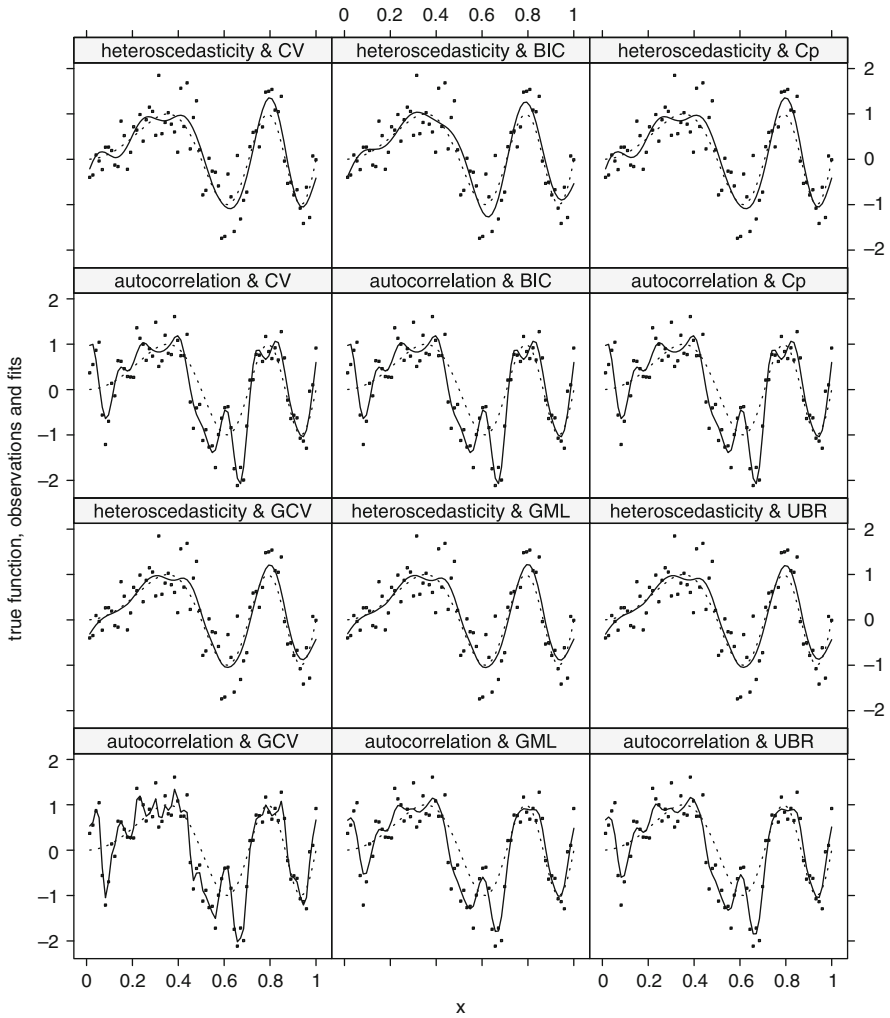 0 0.2 0.4 0.6 0.8 1
heteroscedasticity & CV heteroscedasticity & BIC heteroscedasticity & Cp
2
1
0
−1
−2
autocorrelation & CV autocorrelation & BIC autocorrelation & Cp
2
1
0
−1
−2
heteroscedasticity & GCV heteroscedasticity & GML heteroscedasticity & UBR
2
1
0
−1
−2
autocorrelation & GCV autocorrelation & GML autocorrelation & UBR
2
1
0
−1
−2
0 0.2 0.4 0.6 0.8 1 0 0.2 0.4 0.6 0.8 1
x
true function, observations and fits